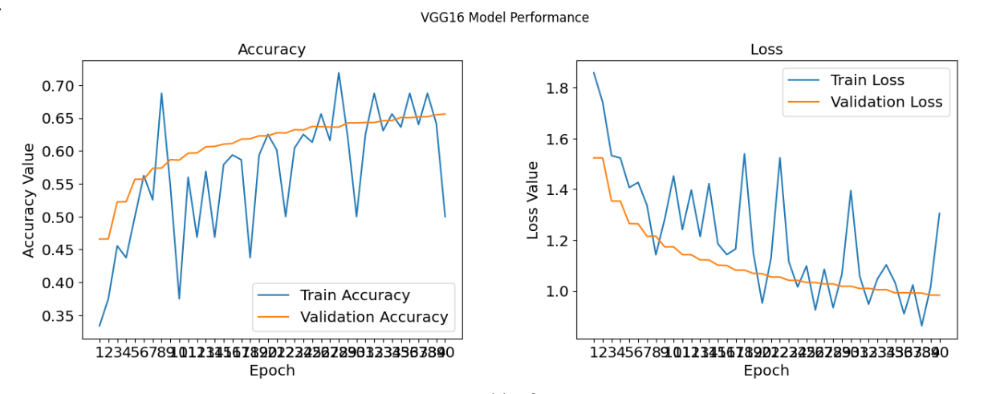 VGG16 Model Performance
Accuracy
Accuracy Value
0.70
0.65
0.60
0.55
0.50
0.45
0.40
0.35
Train Accuracy
Validation Accuracy
Epoch
Loss
Loss Value
1.8
1.6
1.4
1.2
1.0
Train Loss
Validation Loss
Epoch